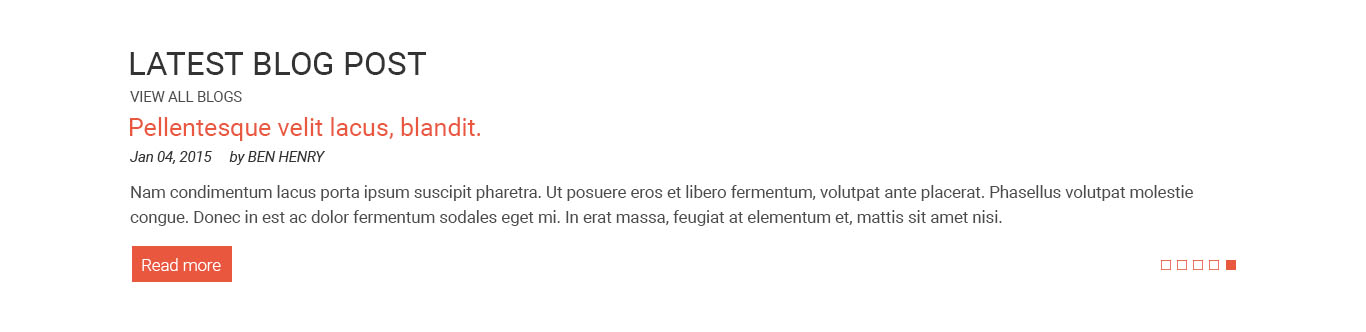 LATEST BLOG POST
VIEW ALL BLOGS
Pellentesque velit lacus, blandit.
Jan 04, 2015 by BEN HENRY
Nam condimentum lacus porta ipsum suscipit pharetra. Ut posuere eros et libero fermentum, volutpat ante placerat. Phasellus volutpat molestie
congue. Donec in est ac dolor fermentum sodales eget mi. In erat massa, feugiat at elementum et, mattis sit amet nisi.
Read more